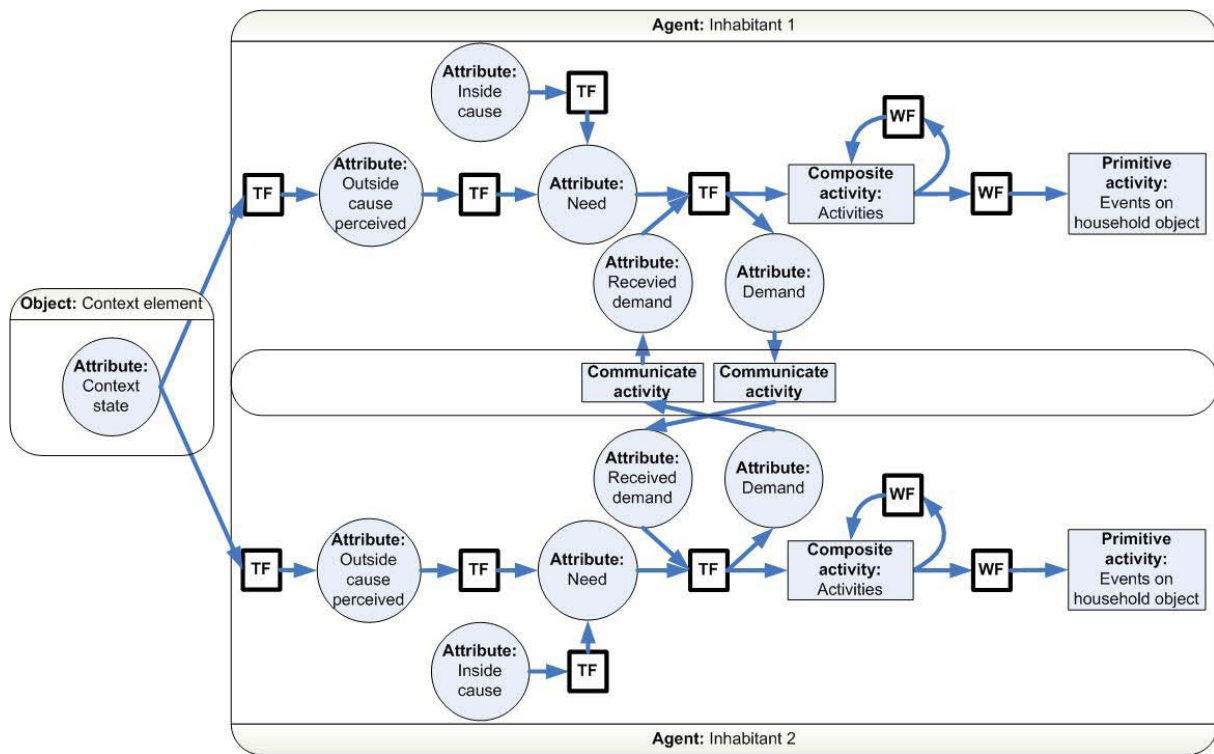 Agent: Inhabitant 1
Attribute:
Inside
cause
TF
WF
TF
Attribute:
Outside
cause
perceived
TF
Attribute:
Need
TF
Composite
activity:
Activities
WF
Primitive
activity:
Events on
household object
Attribute:
Recevied
demand
Attribute:
Demand
Object: Context element
Attribute:
Context
state
Communicate
activity
Communicate
activity
Attribute:
Received
demand
Attribute:
Demand
WF
TF
Attribute:
Outside
cause
perceived
TF
Attribute:
Need
TF
Composite
activity:
Activities
WF
Primitive
activity:
Events on
household object
Attribute:
Inside
cause
TF
Agent: Inhabitant 2